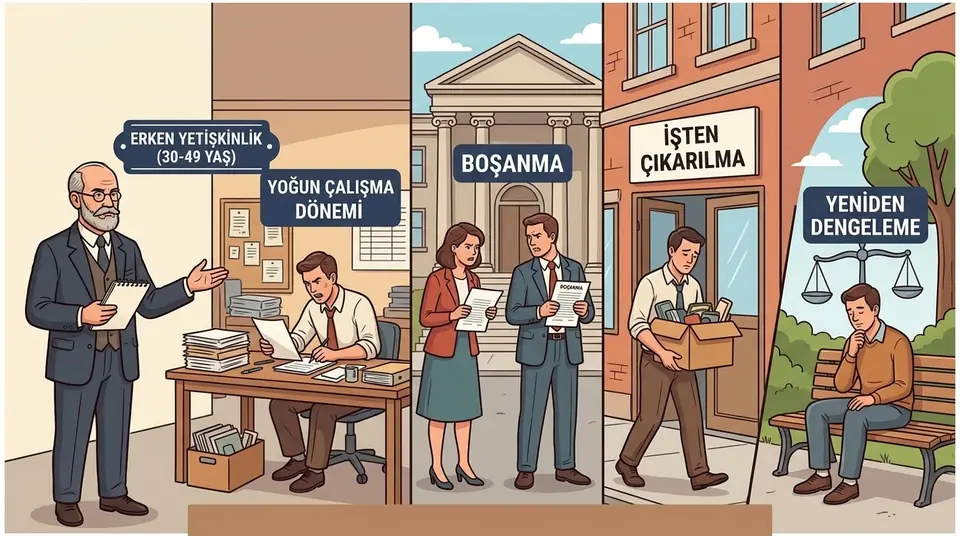 ERKEN YETİŞKİNLİK
(30-49 YAŞ)
YOĞUN ÇALIŞMA
DÖNEMİ
BOŞANMA
BOŞANMA
İŞTEN
ÇIKARILMA
YENİDEN
DENGELEME